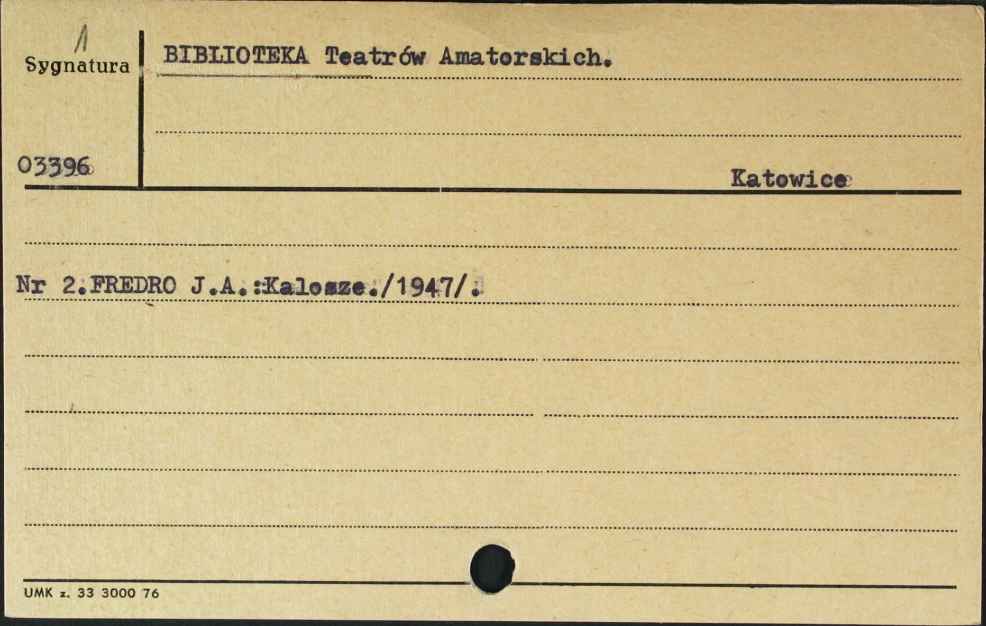 1
Sygnatura
BIBLIOTEKA Teatrów Amatorskich.
03396
Katowice
Nr 2.FREDRO J.A.:Kalosze./1947/.
UMK z. 33 3000 76